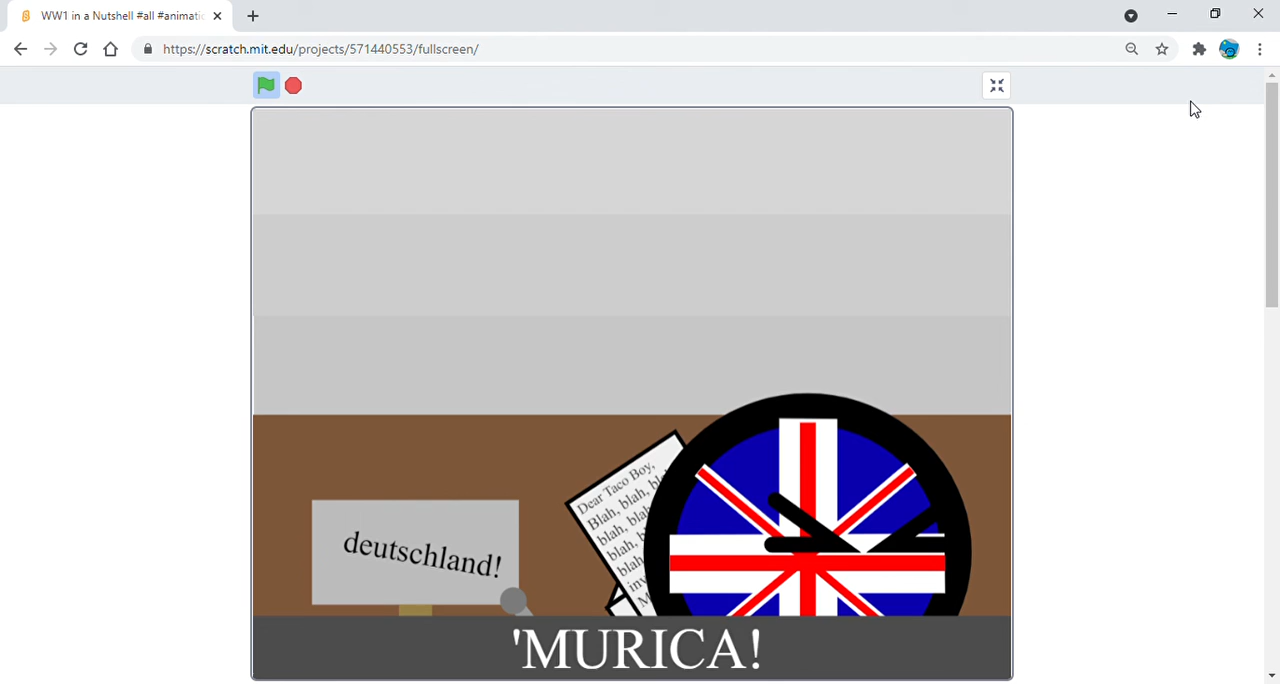 WW1 in a Nutshell #all #animatic
https://scratch.mit.edu/projects/571440553/fullscreen/
deutschland!
Dear Taco Boy,
Blah, blah,
blah, blah
blah,
blah
'MURICA!